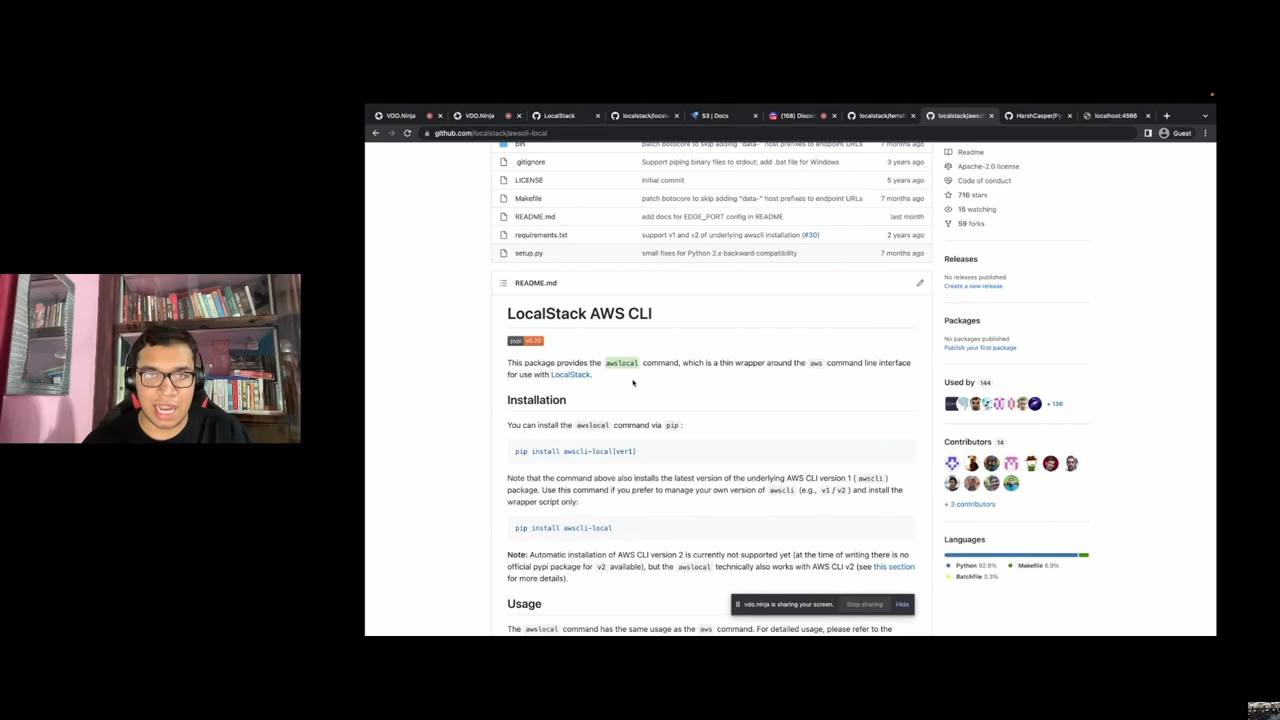 VDO.Ninja
VDO.Ninja
LocalStack
localstack/local
S3 | Docs
(168) Disco
localstack/terra
localstack/awscl
HarshCasper/Py
localhost:4566
github.com/localstack/awscli-local
Guest
bin patch botocore to skip adding "data-" host prefixes to endpoint URLs 7 months ago
.gitignore Support piping binary files to stdout; add .bat file for Windows 3 years ago
LICENSE Initial commit 5 years ago
Makefile patch botocore to skip adding "data-" host prefixes to endpoint URLs 7 months ago
README.md add docs for EDGE_PORT config in README last month
requirements.txt support v1 and v2 of underlying awscli installation (#30) 2 years ago
setup.py small fixes for Python 2.x backward compatibility 7 months ago
README.md
LocalStack AWS CLI
pypi v0.20
This package provides the awslocal command, which is a thin wrapper around the aws command line interface
for use with LocalStack.
Installation
You can install the awslocal command via pip :
pip install awscli-local[ver1]
Note that the command above also installs the latest version of the underlying AWS CLI version 1 ( awscli )
package. Use this command if you prefer to manage your own version of awscli (e.g., v1 / v2 ) and install the
wrapper script only:
pip install awscli-local
Note: Automatic installation of AWS CLI version 2 is currently not supported yet (at the time of writing there is no
official pypi package for v2 available), but the awslocal technically also works with AWS CLI v2 (see this section
for more details).
Usage
The awslocal command has the same usage as the aws command. For detailed usage, please refer to the
vdo.ninja is sharing your screen. Stop sharing Hide
Readme
Apache-2.0 license
Code of conduct
716 stars
15 watching
59 forks
Releases
No releases published
Create a new release
Packages
No packages published
Publish your first package
Used by 144
+ 136
Contributors 14
+ 3 contributors
Languages
Python 92.8% Makefile 6.9%
Batchfile 0.3%